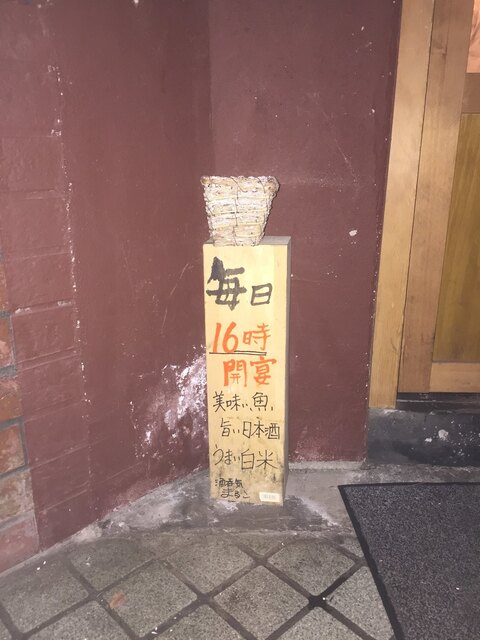 毎日
16時
開宴
美味い魚、
旨い日本酒
うまい白米